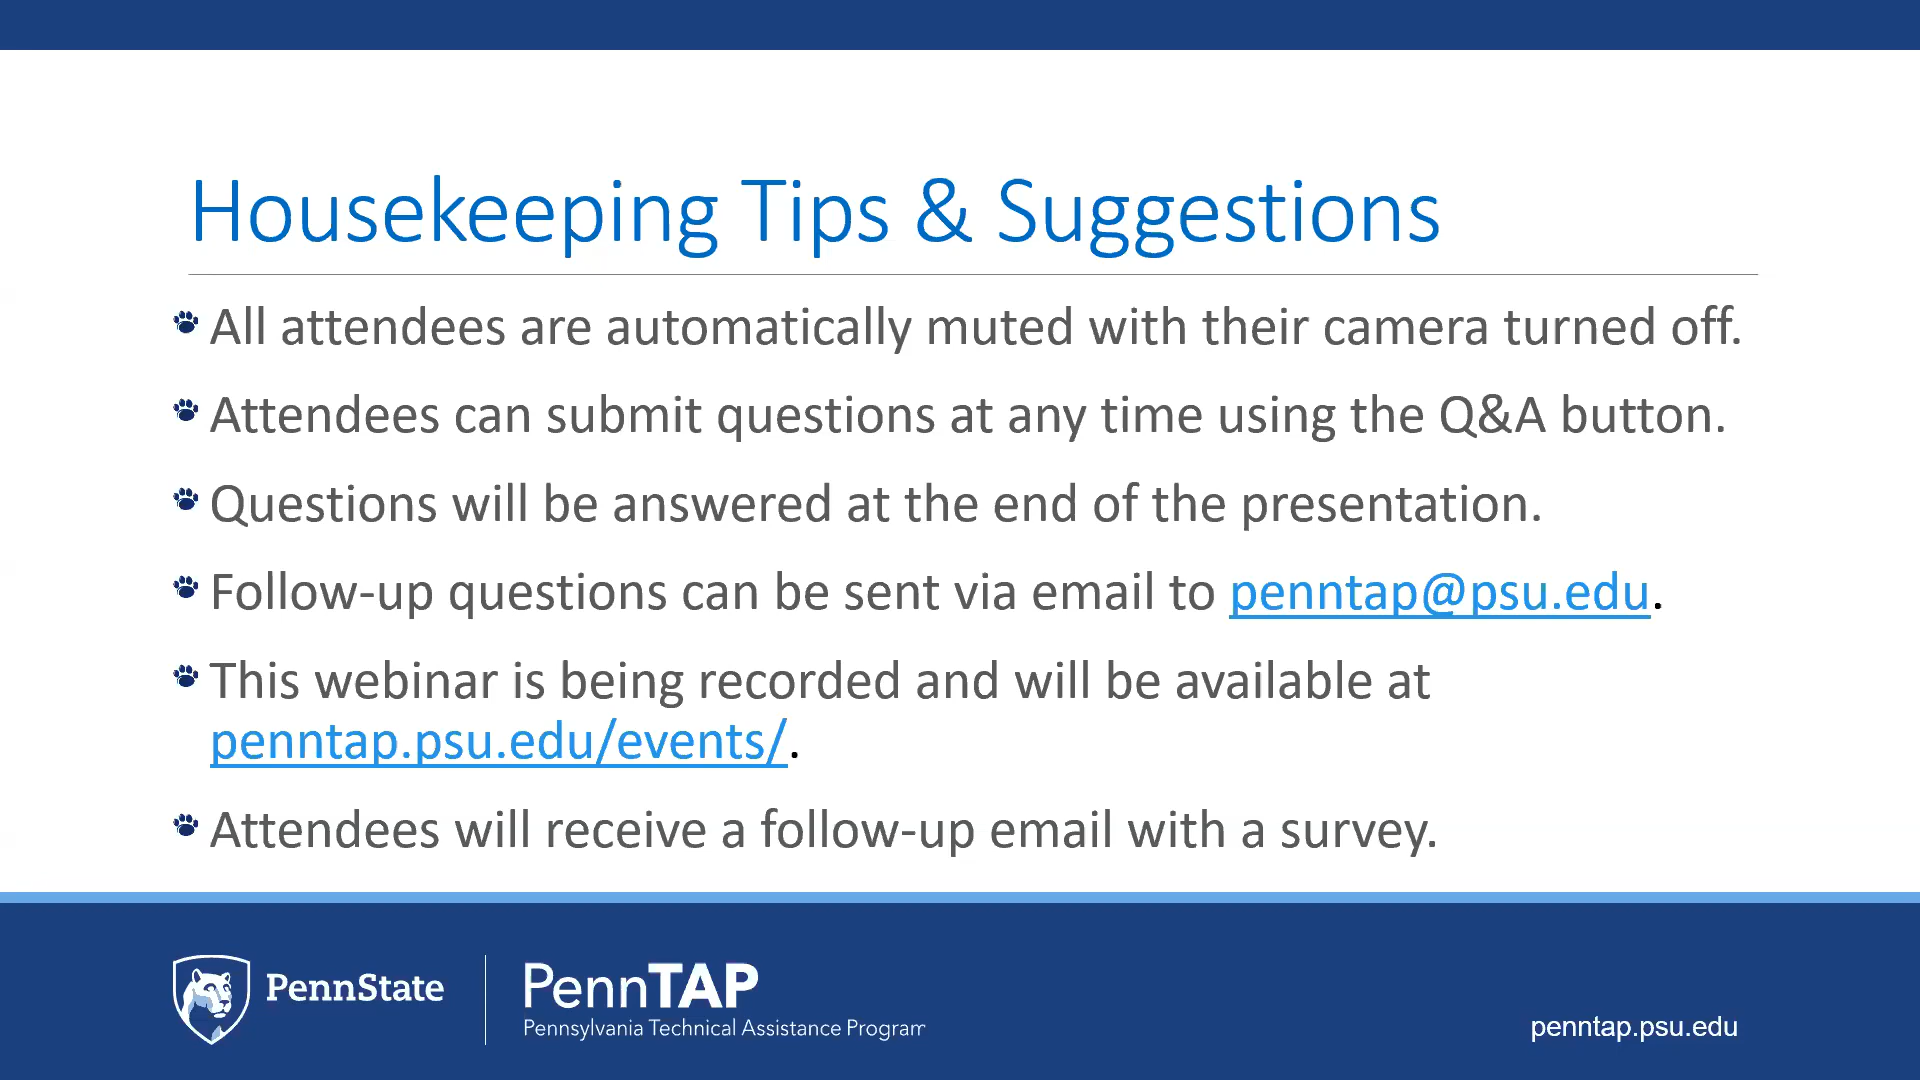 Housekeeping Tips & Suggestions
All attendees are automatically muted with their camera turned off.
Attendees can submit questions at any time using the Q&A button.
Questions will be answered at the end of the presentation.
Follow-up questions can be sent via email to penntap@psu.edu.
This webinar is being recorded and will be available at
penntap.psu.edu/events/.
Attendees will receive a follow-up email with a survey.
PennState
PennTAP
Pennsylvania Technical Assistance Program
penntap.psu.edu